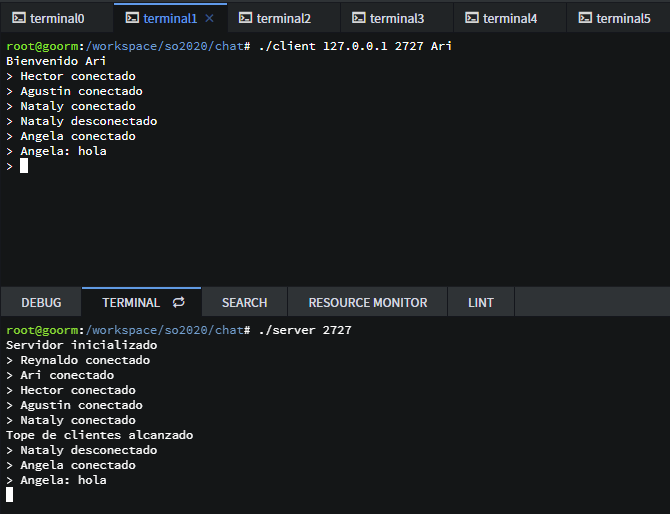 terminal0 terminal1 terminal2 terminal3 terminal4 terminal5
root@goorm:/workspace/so2020/chat# ./client 127.0.0.1 2727 Ari
Bienvenido Ari
> Hector conectado
> Agustin conectado
> Nataly conectado
> Nataly desconectado
> Angela conectado
> Angela: hola
>
DEBUG TERMINAL SEARCH RESOURCE MONITOR LINT
root@goorm:/workspace/so2020/chat# ./server 2727
Servidor inicializado
> Reynaldo conectado
> Ari conectado
> Hector conectado
> Agustin conectado
> Nataly conectado
Tope de clientes alcanzado
> Nataly desconectado
> Angela conectado
> Angela: hola